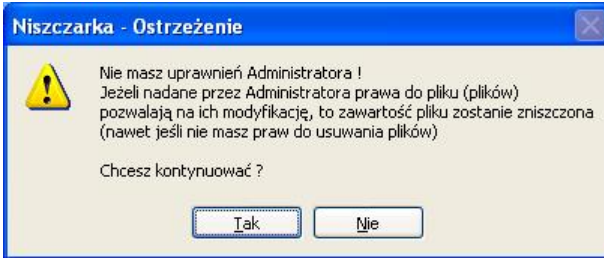 Niszczarka - Ostrzeżenie
Nie masz uprawnień Administratora !
Jeżeli nadane przez Administratora prawa do pliku (plików)
pozwalają na ich modyfikację, to zawartość pliku zostanie zniszczona
(nawet jeśli nie masz praw do usuwania plików)
Chcesz kontynuować ?
Tak Nie